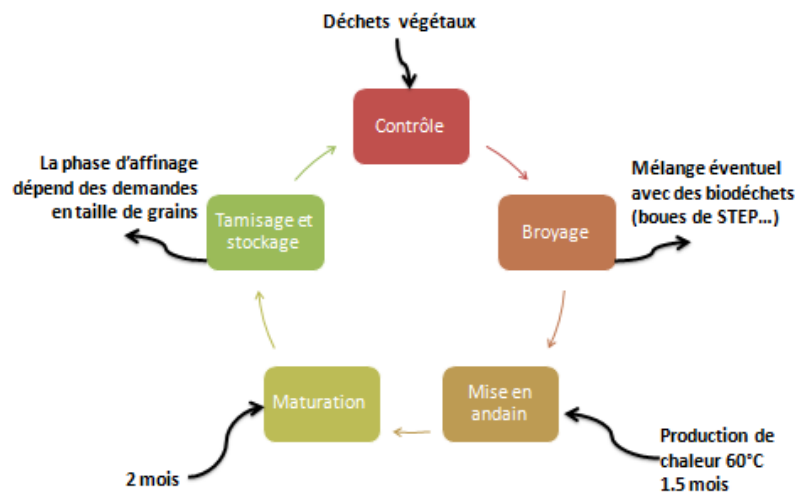 Déchets végétaux
Contrôle
La phase d'affinage
dépend des demandes
en taille de grains
Mélange éventuel
avec des biodéchets
(boues de STEP...)
Tamisage et
stockage
Broyage
Maturation
Mise en
andain
2 mois
Production de
chaleur 60°C
1.5 mois